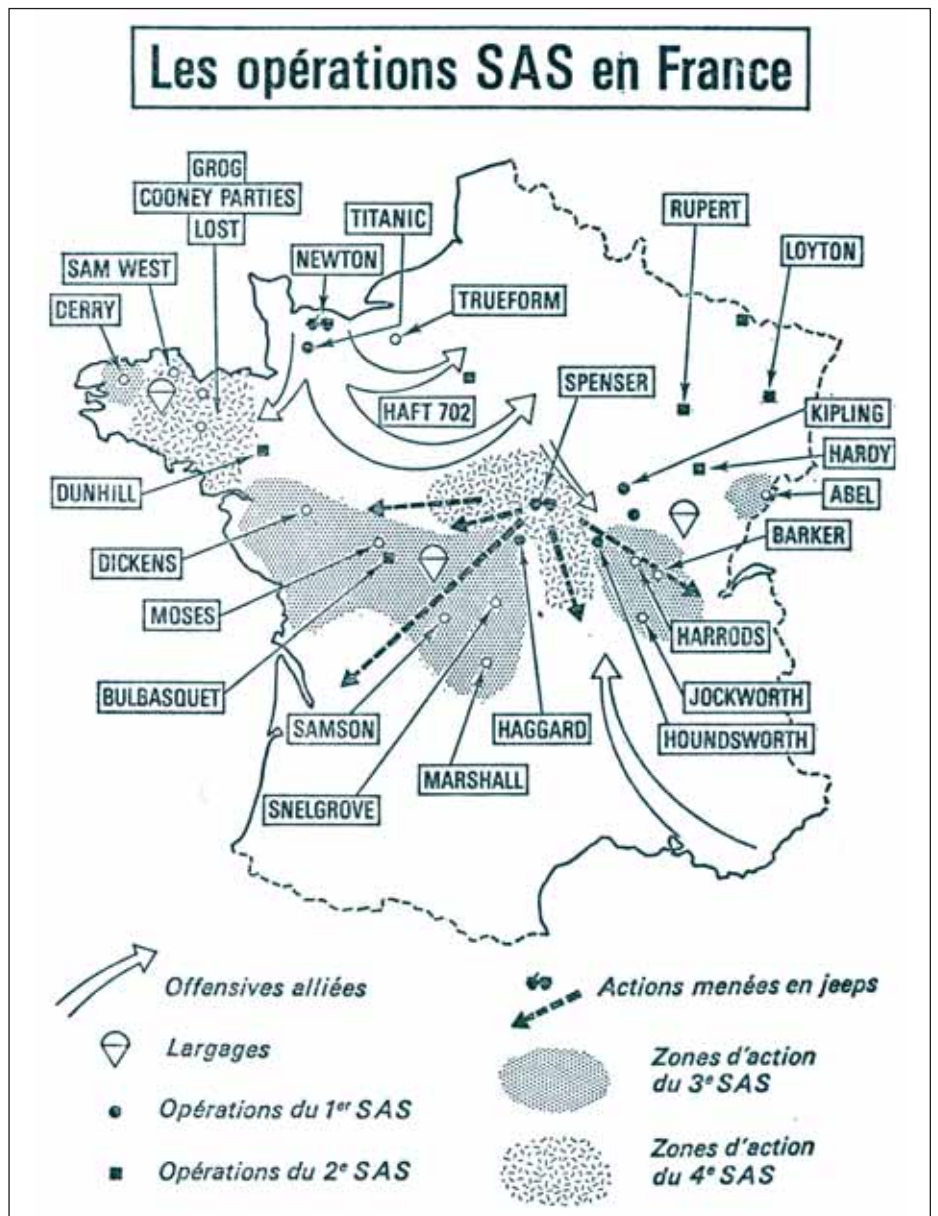 Les opérations SAS en France
GROG
COONEY PARTIES
LOST
TITANIC
RUPERT
LOYTON
NEWTON
SAM WEST
TRUEFORM
DERRY
SPENSER
HAFT 702
KIPLING
HARDY
DUNHILL
ABEL
BARKER
DICKENS
MOSES
HARRODS
BULBASQUET
JOCKWORTH
SAMSON
HAGGARD
HOUNDSWORTH
MARSHALL
SNELGROVE
Offensives alliées
Actions menées en jeeps
Largages
Zones d'action
du 3e SAS
Opérations du 1er SAS
Opérations du 2e SAS
Zones d'action
du 4e SAS